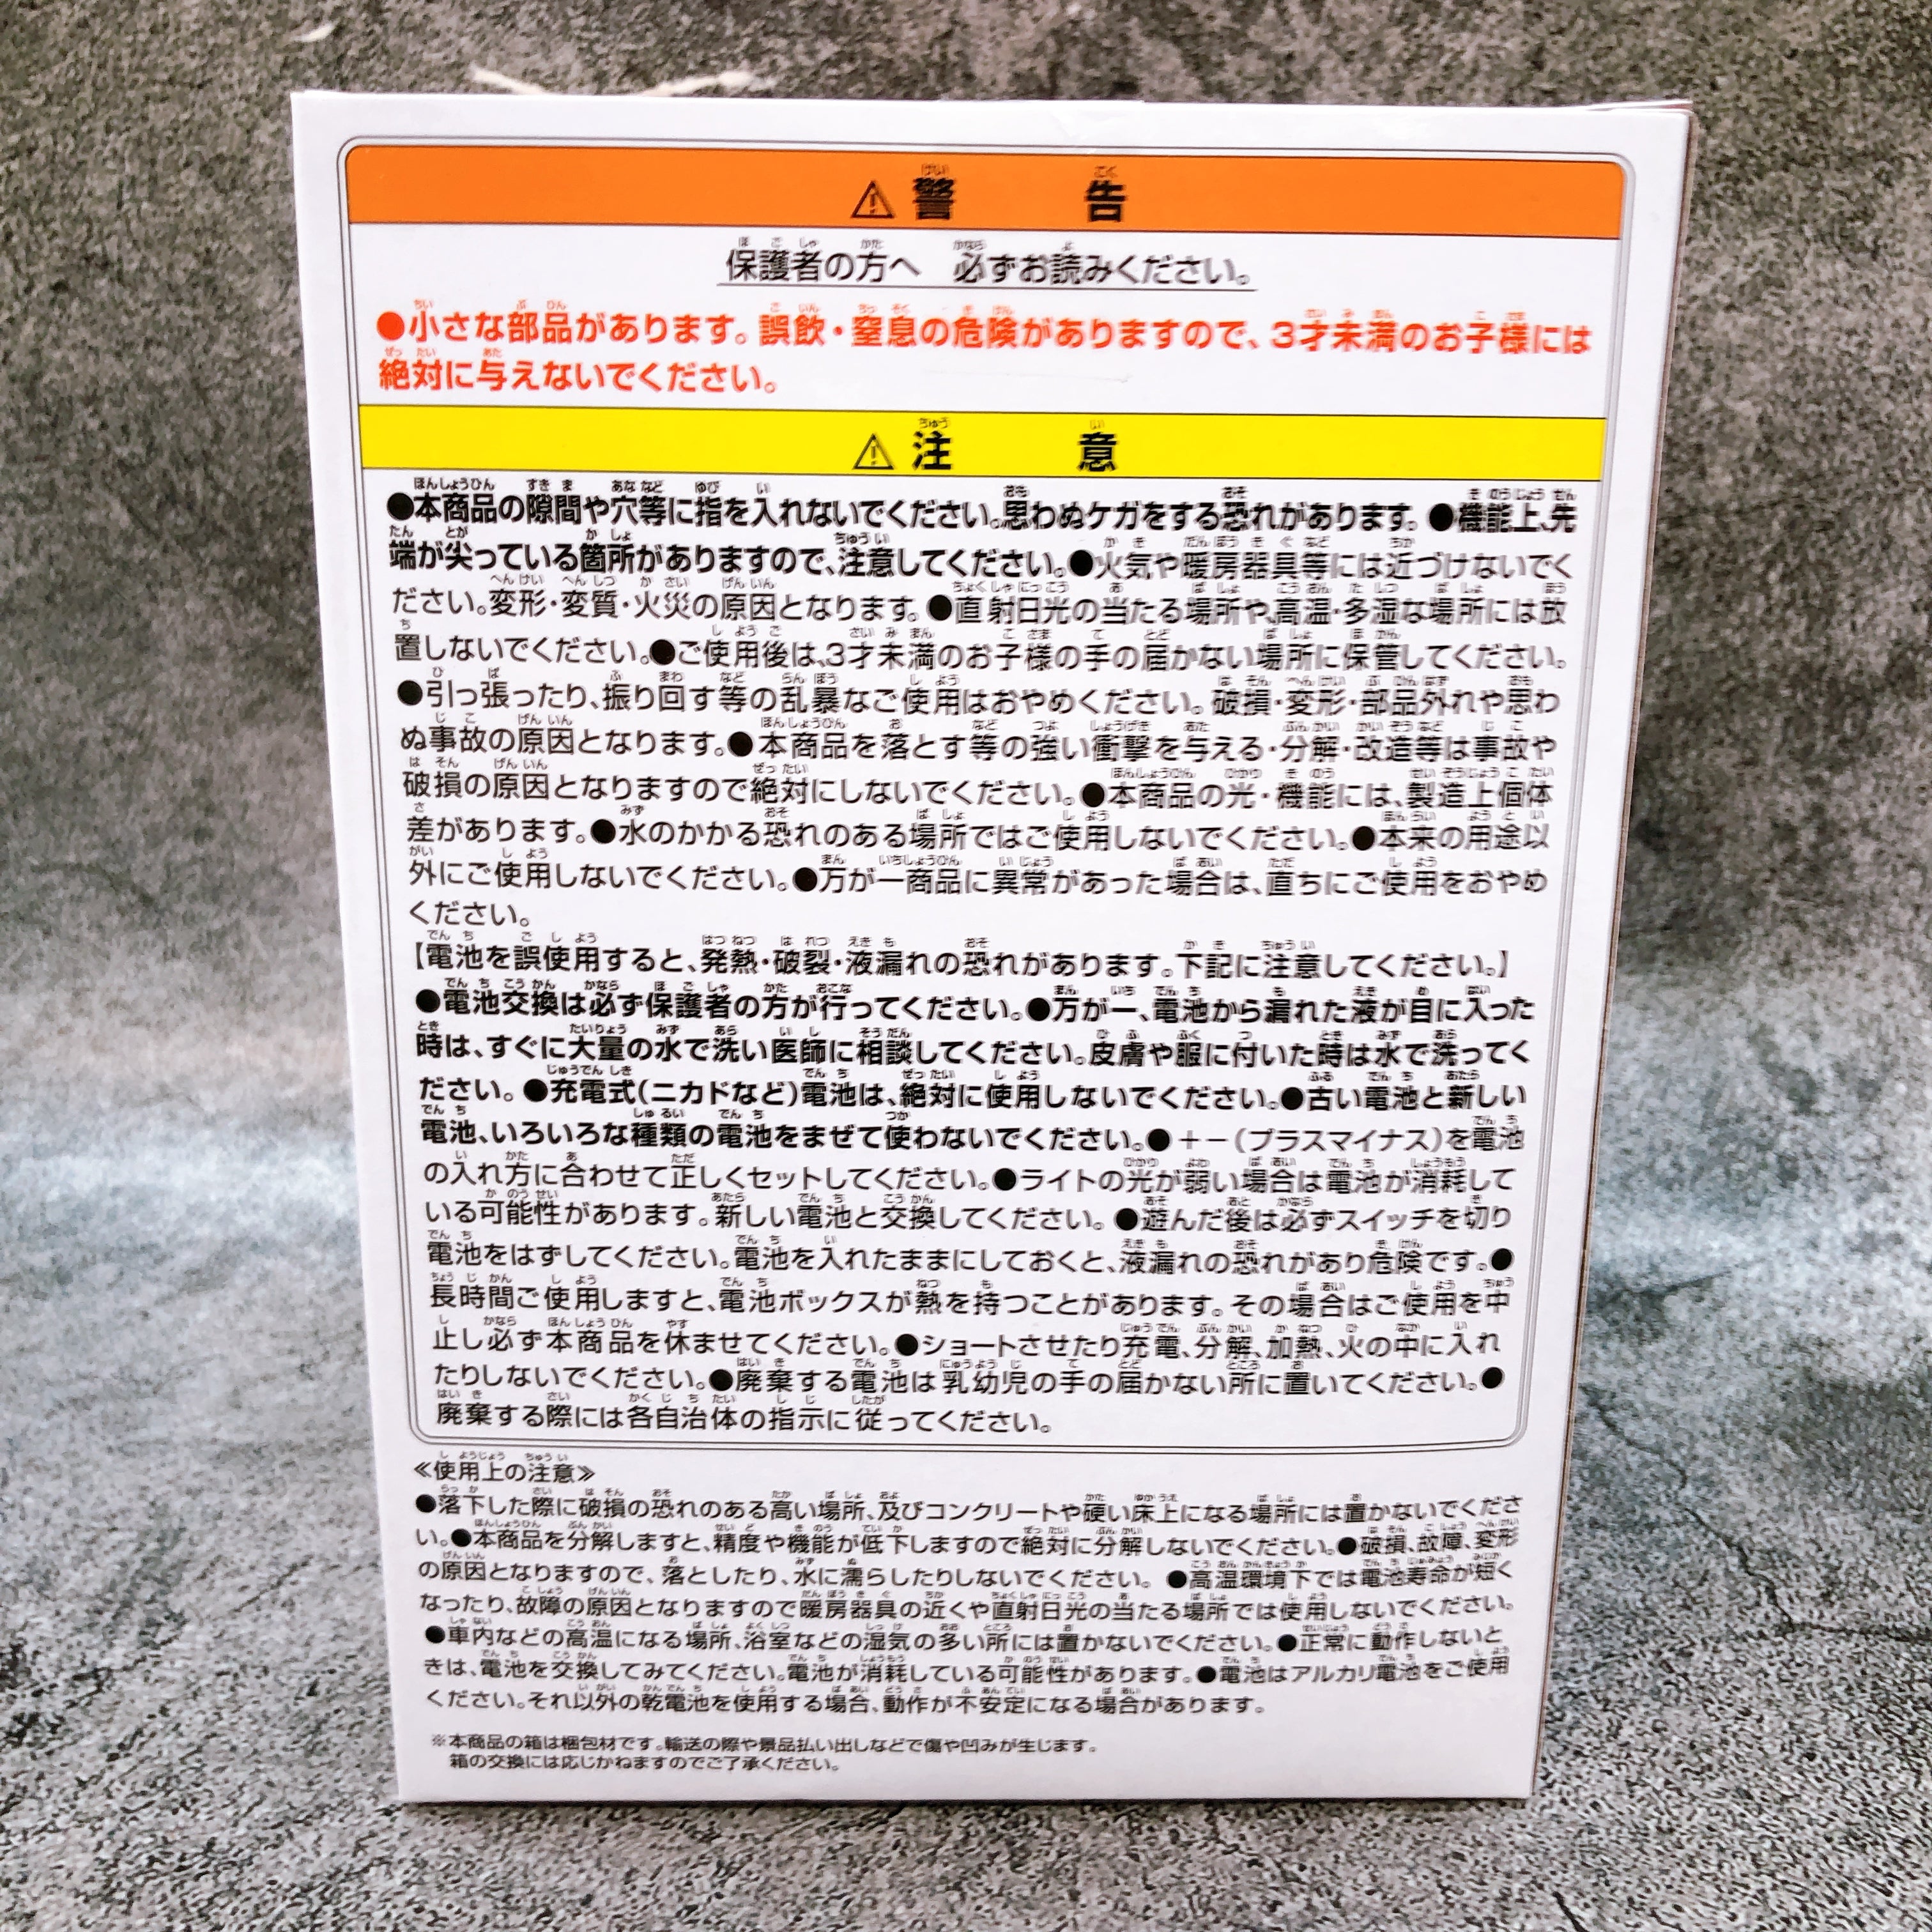 ⚠警告
保護者の方へ 必ずお読みください。
●小さな部品があります。誤飲・窒息の危険がありますので、3才未満のお子様には
絶対に与えないでください。
⚠注意
●本商品の隙間や穴等に指を入れないでください。思わぬケガをする恐れがあります。●機能上、先
端が尖っている箇所がありますので、注意してください。●火気や暖房器具等には近づけないでく
ださい。変形・変質・火災の原因となります。●直射日光の当たる場所や、高温・多湿な場所には放
置しないでください。●ご使用後は、3才未満のお子様の手の届かない場所に保管してください。
●引っ張ったり、振り回す等の乱暴なご使用はおやめください。破損・変形・部品外れや思わ
ぬ事故の原因となります。●本商品を落とす等の強い衝撃を与える・分解・改造等は事故や
破損の原因となりますので絶対にしないでください。●本商品の光・機能には、製造上個体
差があります。●水のかかる恐れのある場所ではご使用しないでください。●本来の用途以
外にご使用しないでください。●万が一商品に異常があった場合は、直ちにご使用をおやめ
ください。
【電池を誤使用すると、発熱・破裂・液漏れの恐れがあります。下記に注意してください。】
●電池交換は必ず保護者の方が行ってください。●万が一、電池から漏れた液が目に入った
時は、すぐに大量の水で洗い医師に相談してください。皮膚や服に付いた時は水で洗ってく
ださい。●充電式(ニカドなど)電池は、絶対に使用しないでください。●古い電池と新しい
電池、いろいろな種類の電池をまぜて使わないでください。●+-(プラスマイナス)を電池
の入れ方に合わせて正しくセットしてください。●ライトの光が弱い場合は電池が消耗して
いる可能性があります。新しい電池と交換してください。●遊んだ後は必ずスイッチを切り
電池をはずしてください。電池を入れたままにしておくと、液漏れの恐れがあり危険です。●
長時間ご使用しますと、電池ボックスが熱を持つことがあります。その場合はご使用を中
止し必ず本商品を休ませてください。●ショートさせたり充電、分解、加熱、火の中に入れ
たりしないでください。●廃棄する電池は乳幼児の手の届かない所に置いてください。●
廃棄する際には各自治体の指示に従ってください。
≪使用上の注意≫
●落下した際に破損の恐れのある高い場所、及びコンクリートや硬い床上になる場所には置かないでくださ
い。●本商品を分解しますと、精度や機能が低下しますので絶対に分解しないでください。●破損、故障、変形
の原因となりますので、落としたり、水に濡らしたりしないでください。●高温環境下では電池寿命が短く
なったり、故障の原因となりますので暖房器具の近くや直射日光の当たる場所では使用しないでください。
●車内などの高温になる場所、浴室などの湿気の多い所には置かないでください。●正常に動作しないと
きは、電池を交換してみてください。電池が消耗している可能性があります。●電池はアルカリ電池をご使用
ください。それ以外の乾電池を使用する場合、動作が不安定になる場合があります。
※本商品の箱は梱包材です。輸送の際や景品払い出しなどで傷や凹みが生じます。
箱の交換には応じかねますのでご了承ください。